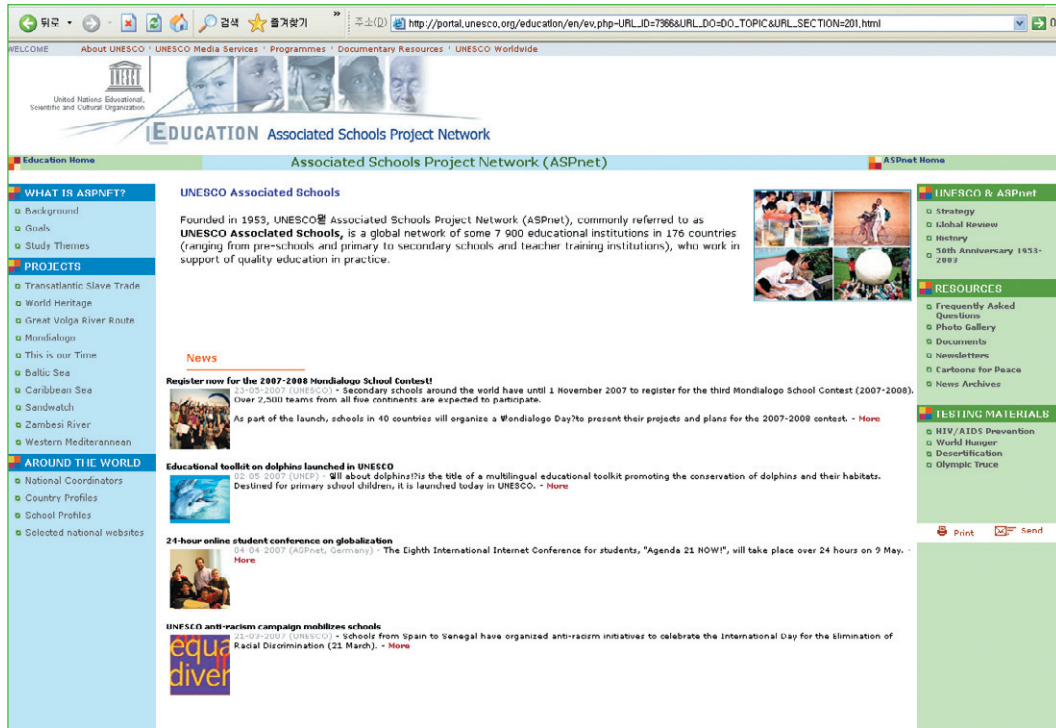 뒤로 검색 즐겨찾기 » 주소(D) http://portal.unesco.org/education/en/ev.php-URL_ID=7366&URL_DO=DO_TOPIC&URL_SECTION=201.html
WELCOME About UNESCO UNESCO Media Services Programmes Documentary Resources UNESCO Worldwide
United Nations Educational,
Scientific and Cultural Organization
EDUCATION Associated Schools Project Network
Education Home Associated Schools Project Network (ASPnet) ASPnet Home
WHAT IS ASPNET?
Background
Goals
Study Themes
PROJECTS
Transatlantic Slave Trade
World Heritage
Great Volga River Route
Mondialogo
This is our Time
Baltic Sea
Caribbean Sea
Sandwatch
Zambesi River
Western Mediterannean
AROUND THE WORLD
National Coordinators
Country Profiles
School Profiles
Selected national websites
UNESCO Associated Schools
Founded in 1953, UNESCO Associated Schools Project Network (ASPnet), commonly referred to as
UNESCO Associated Schools, is a global network of some 7 900 educational institutions in 176 countries
(ranging from pre-schools and primary to secondary schools and teacher training institutions), who work in
support of quality education in practice.
News
Register now for the 2007-2008 Mondialogo School Contest!
23-05-2007 (UNESCO) - Secondary schools around the world have until 1 November 2007 to register for the third Mondialogo School Contest (2007-2008).
Over 2,500 teams from all five continents are expected to participate.
As part of the launch, schools in 40 countries will organize a to present their projects and plans for the 2007-2008 contest. - More
Educational toolkit on dolphins launched in UNESCO
02-05-2007 (UNEP) - about dolphins!?is the title of a multilingual educational toolkit promoting the conservation of dolphins and their habitats.
Destined for primary school children, it is launched today in UNESCO. - More
24-hour online student conference on globalization
04-04-2007 (ASPnet, Germany) - The Eighth International Internet Conference for students, "Agenda 21 NOW!", will take place over 24 hours on 9 May. -
More
UNESCO anti-racism campaign mobilizes schools
21-03-2007 (UNESCO) - Schools from Spain to Senegal have organized anti-racism initiatives to celebrate the International Day for the Elimination of
Racial Discrimination (21 March). - More
equa
diver
UNESCO & ASPnet
Strategy
Global Review
History
50th Anniversary 1953-
2003
RESOURCES
Frequently Asked
Questions
Photo Gallery
Documents
Newsletters
Cartoons for Peace
News Archives
TESTING MATERIALS
HIV/AIDS Prevention
World Hunger
Desertification
Olympic Truce
Print Send